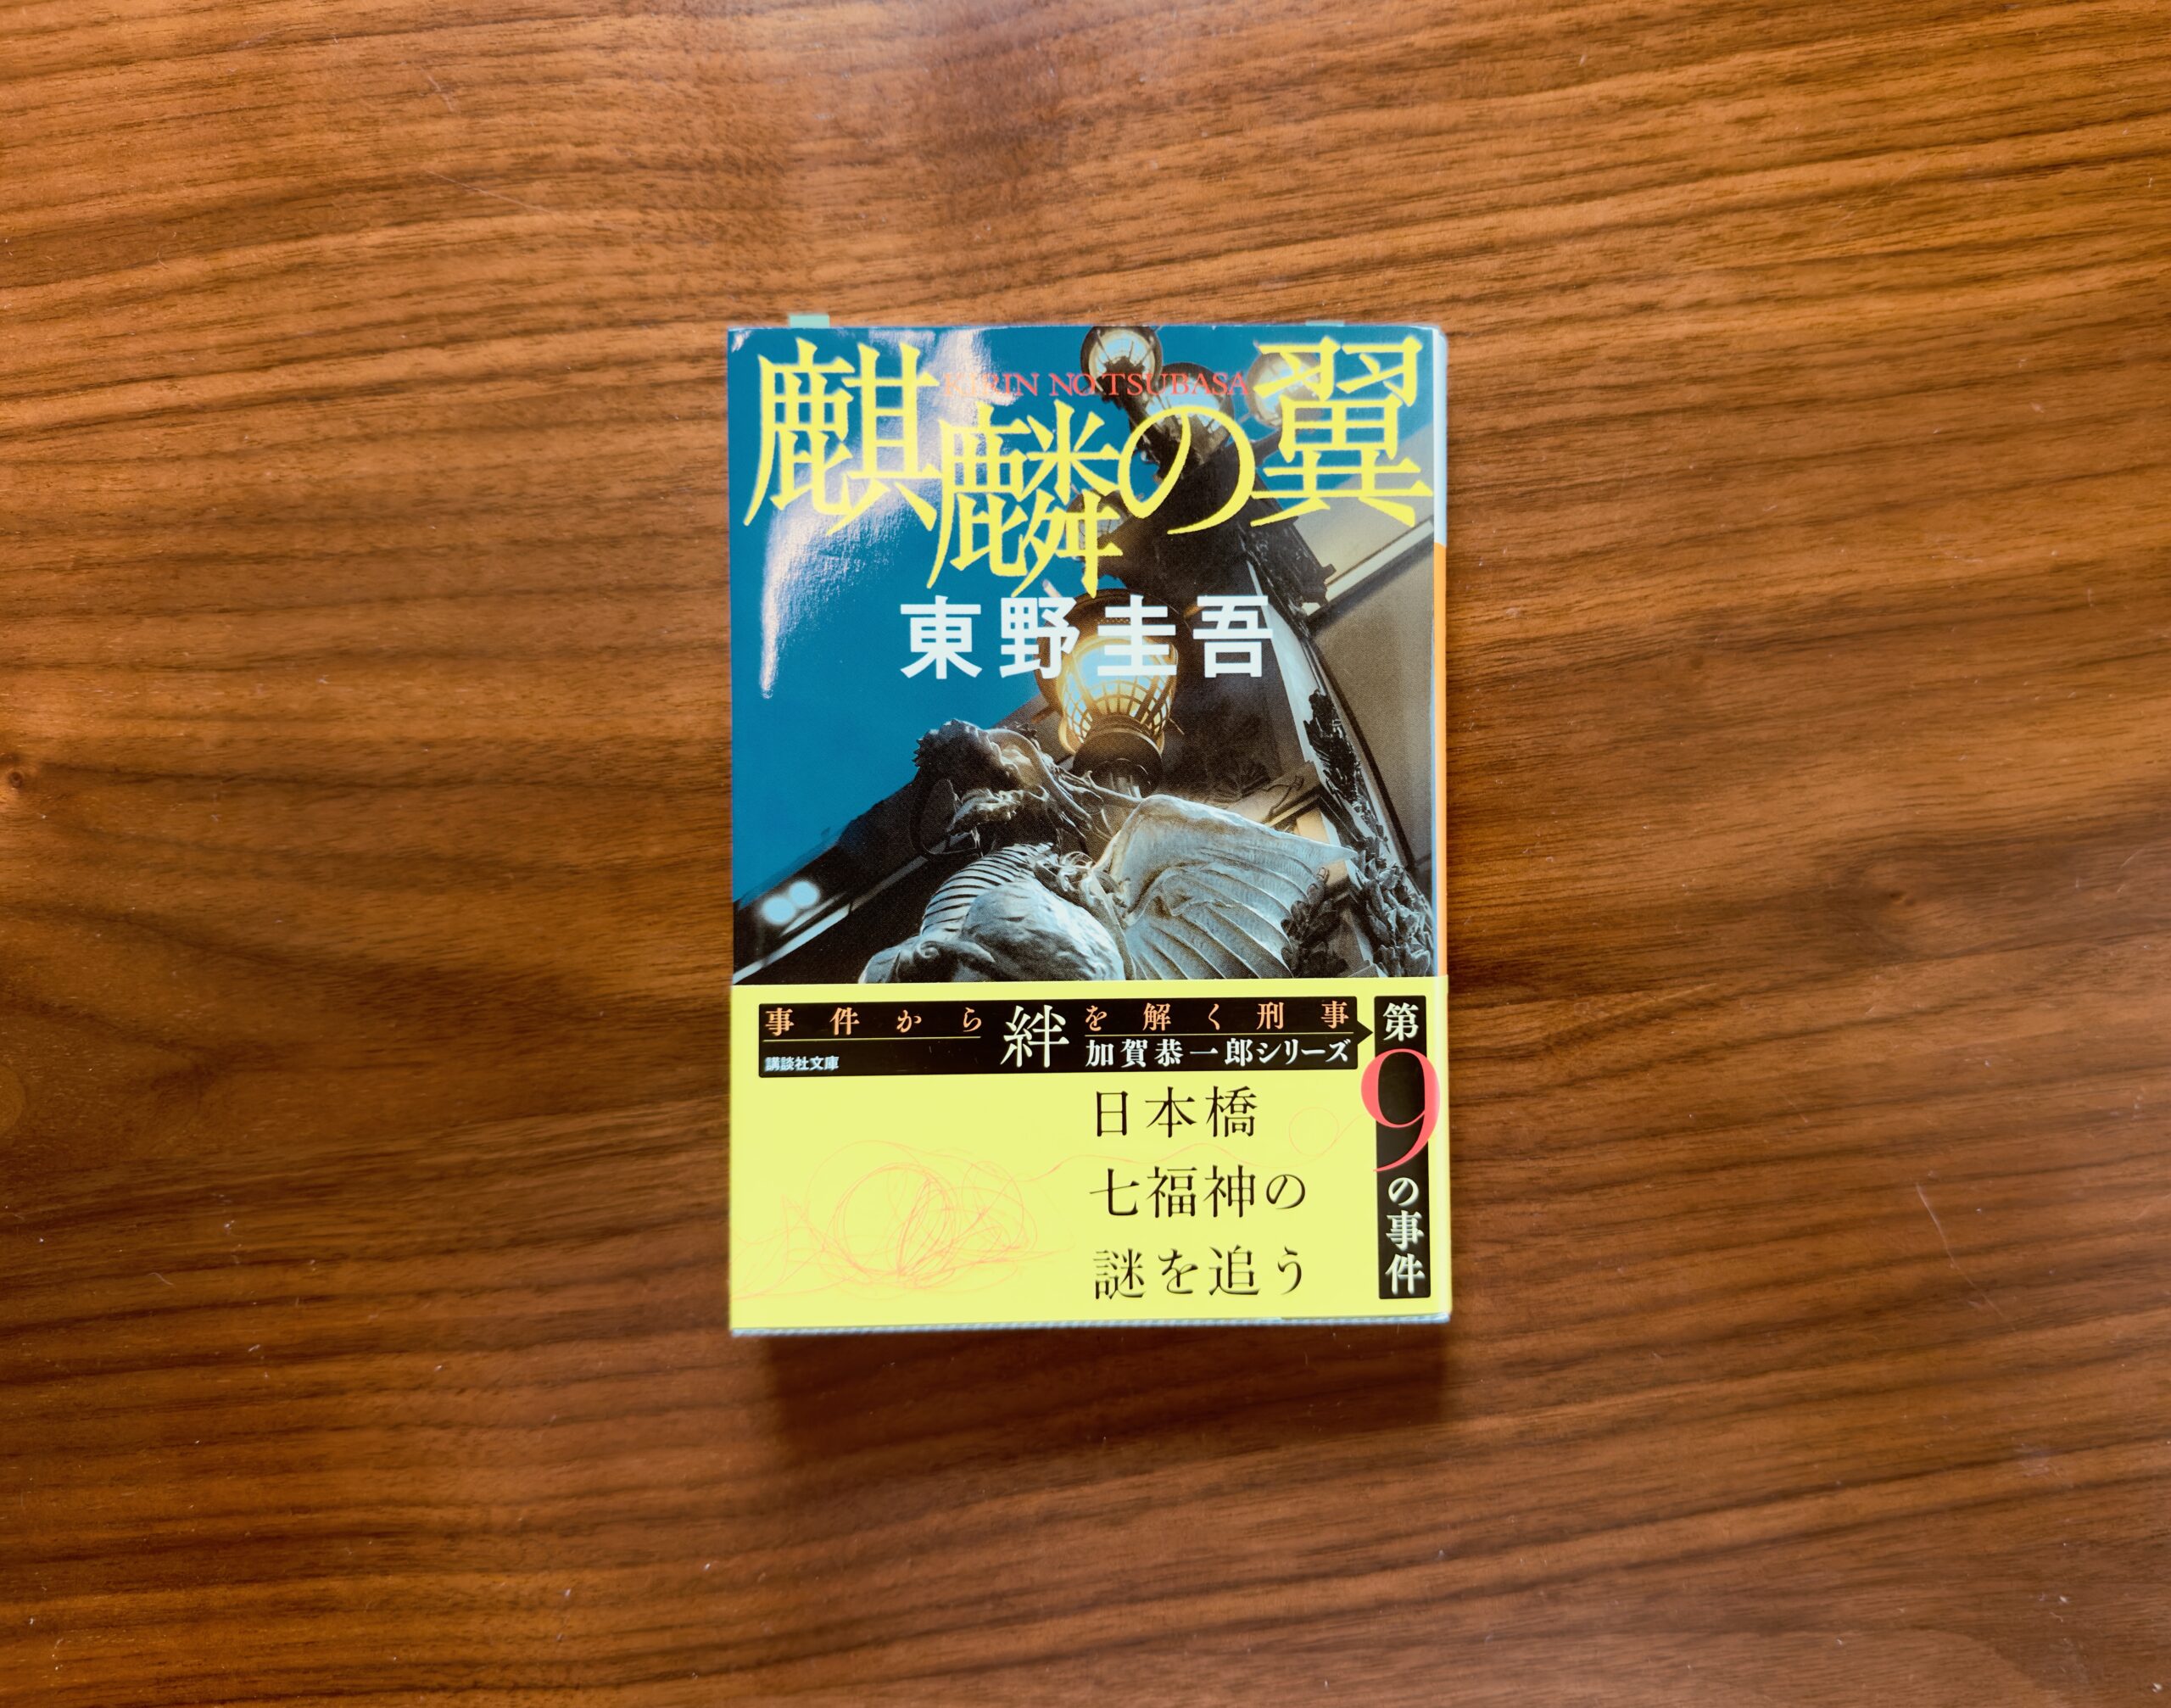 KIRIN NO TSUBASA
麒麟の翼
東野圭吾
事件から絆を解く刑事
加賀恭一郎シリーズ
講談社文庫
第9の事件
日本橋
七福神の
謎を追う